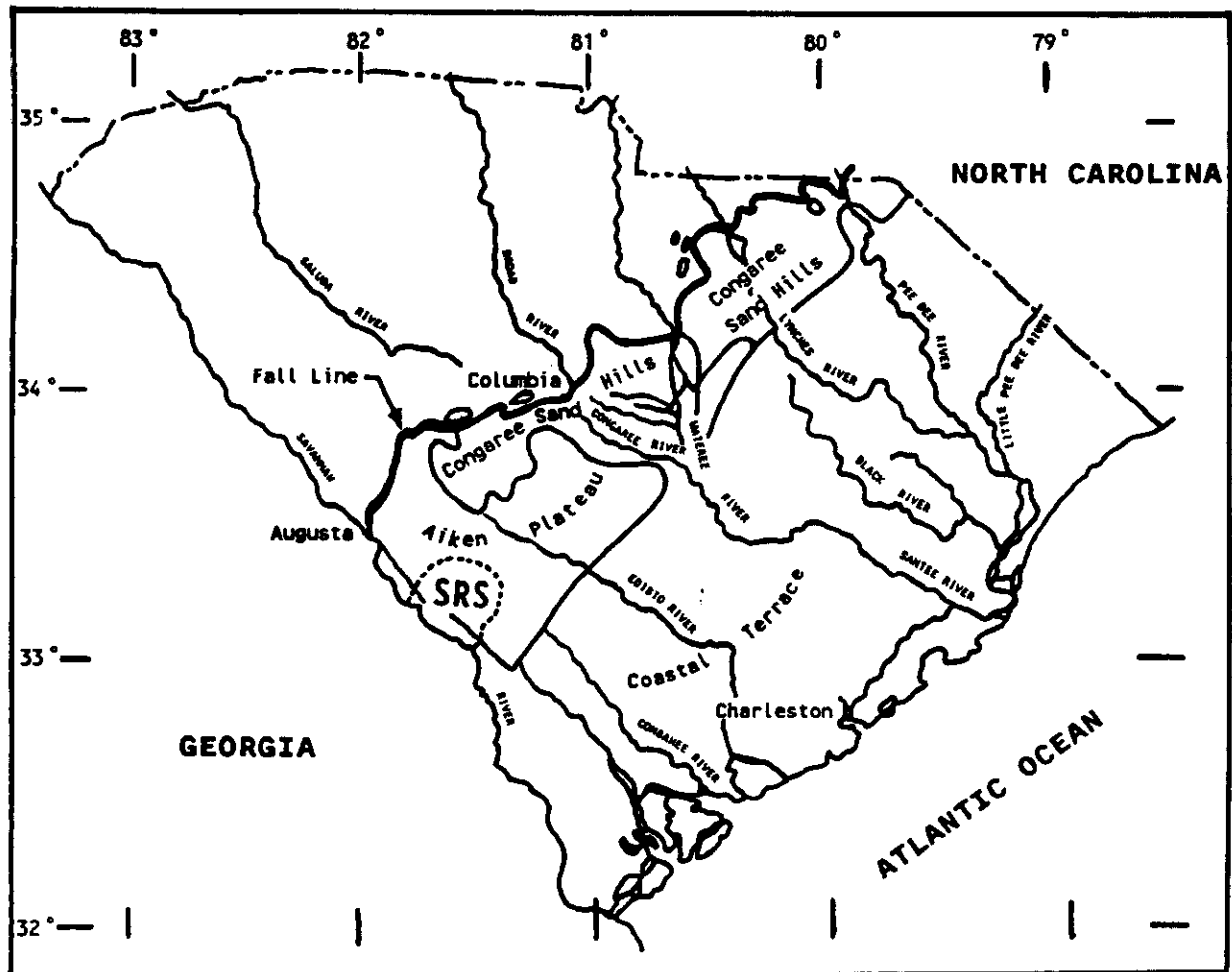 83° 82° 81° 80° 79°
35°
NORTH CAROLINA
SALUDA RIVER
BROAD RIVER
Congaree
Sand Hills
PEE DEE RIVER
LYNCHES RIVER
LITTLE PEE DEE RIVER
34°
Fall Line
Columbia
Congaree Sand Hills
CONGAREE RIVER
WATEREE RIVER
BLACK RIVER
SAVANNAH RIVER
Augusta
Aiken Plateau
SRS
EDISTO RIVER
SANTEE RIVER
33°
Coastal Terrace
Charleston
COMBAHEE RIVER
GEORGIA
ATLANTIC OCEAN
32°